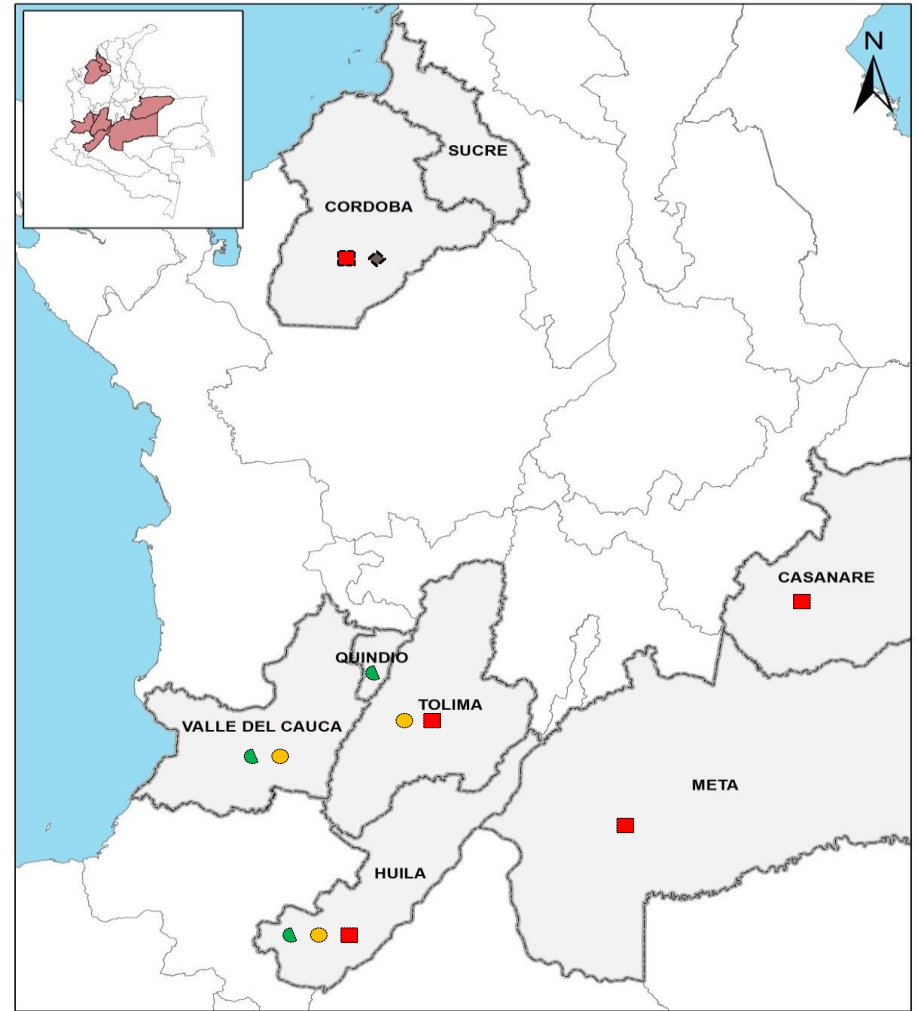 N
SUCRE
CORDOBA
CASANARE
QUINDIO
TOLIMA
VALLE DEL CAUCA
META
HUILA